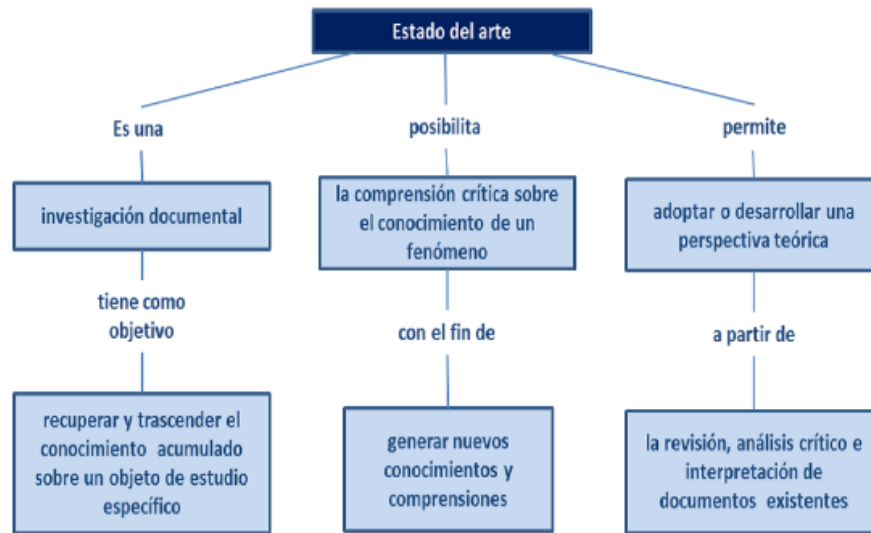 Estado del arte
Es una
posibilita
permite
investigación documental
la comprensión crítica sobre
el conocimiento de un
fenómeno
adoptar o desarrollar una
perspectiva teórica
tiene como
objetivo
con el fin de
a partir de
recuperar y trascender el
conocimiento acumulado
sobre un objeto de estudio
específico
generar nuevos
conocimientos y
comprensiones
la revisión, análisis crítico e
interpretación de
documentos existentes